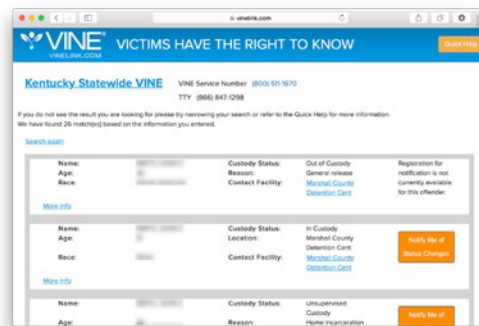 vinelink.com
VINE®
VINELINK.COM
VICTIMS HAVE THE RIGHT TO KNOW
Quick Help
Kentucky Statewide VINE
VINE Service Number (800) 511-1670
TTY (866) 847-1298
If you do not see the result you are looking for please try narrowing your search or refer to the Quick Help for more information.
We have found 26 match(es) based on the information you entered.
Search again
Name: Custody Status: Out of Custody Registration for
Age: Reason: General release notification is not
Race: Contact Facility: Marshall County currently available
Detention Cent for this offender.
More Info
Name: Custody Status: In Custody
Age: Location: Marshall County
Detention Cent
Notify Me of
Status Changes
Race: Contact Facility: Marshall County
Detention Cent
More Info
Name: Custody Status: Unsupervised
Custody
Age: Reason: Home incarceration
Notify Me of